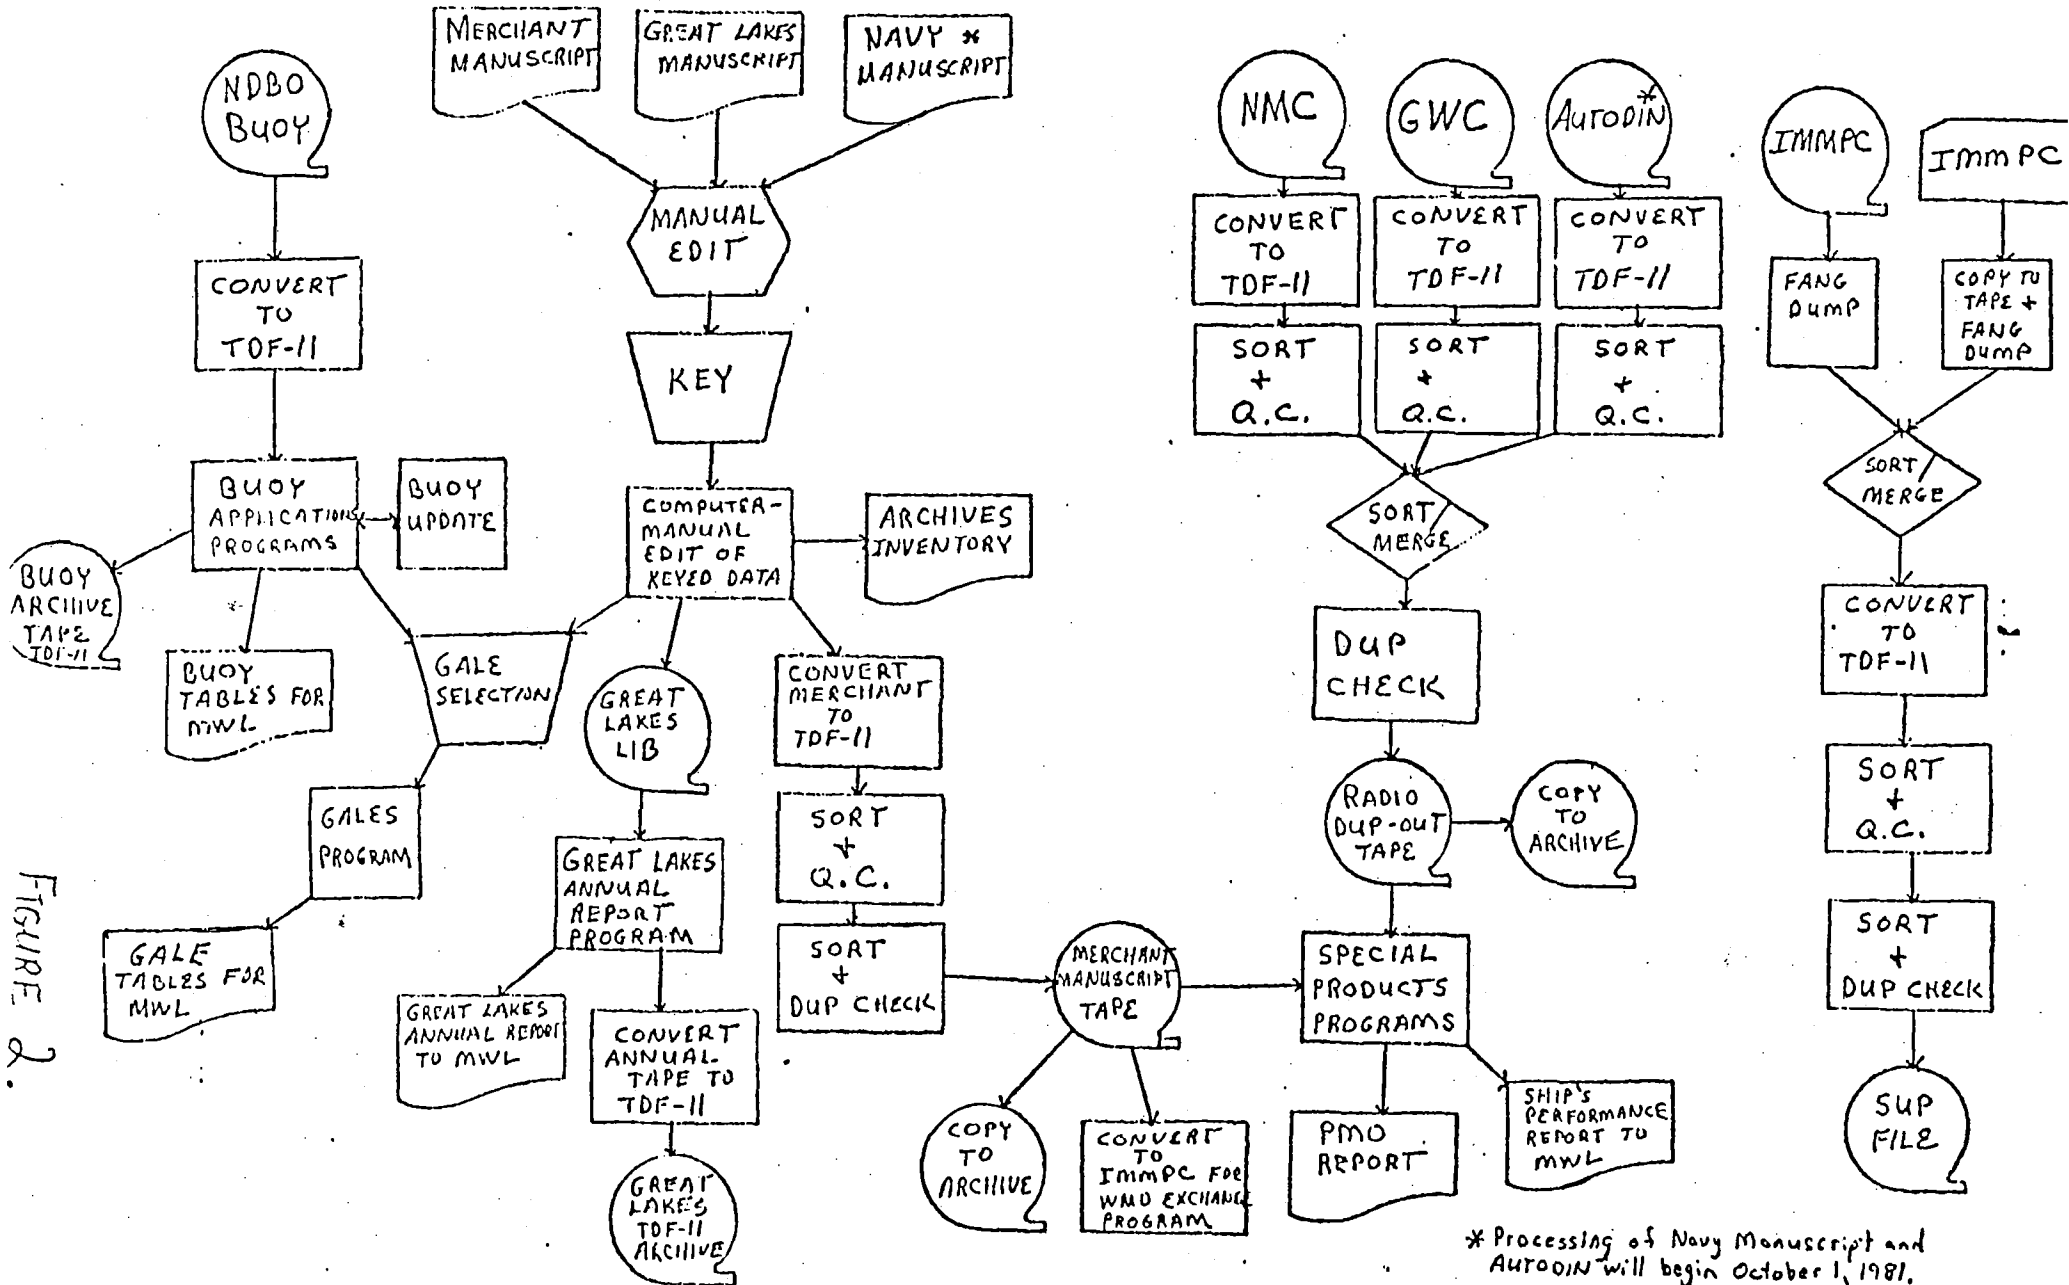 NDBO
BUOY
CONVERT
TO
TDF-11
BUOY
APPLICATIONS
PROGRAMS
BUOY
UPDATE
BUOY
ARCHIVE
TAPE
TDF-11
BUOY
TABLES FOR
MWL
MERCHANT
MANUSCRIPT
GREAT LAKES
MANUSCRIPT
NAVY *
MANUSCRIPT
MANUAL
EDIT
KEY
COMPUTER-
MANUAL
EDIT OF
KEYED DATA
ARCHIVES
INVENTORY
GALE
SELECTION
GALES
PROGRAM
GALE
TABLES FOR
MWL
GREAT
LAKES
LIB
GREAT LAKES
ANNUAL
REPORT
PROGRAM
GREAT LAKES
ANNUAL REPORT
TO MWL
CONVERT
ANNUAL
TAPE TO
TDF-11
GREAT
LAKES
TDF-11
ARCHIVE
CONVERT
MERCHANT
TO
TDF-11
SORT
+
Q.C.
SORT
+
DUP CHECK
MERCHANT
MANUSCRIPT
TAPE
COPY
TO
ARCHIVE
CONVERT
TO
IMMPC FOR
WMO EXCHANGE
PROGRAM
NMC
CONVERT
TO
TDF-11
SORT
+
Q.C.
GWC
CONVERT
TO
TDF-11
SORT
+
Q.C.
*
AUTODIN
CONVERT
TO
TDF-11
SORT
+
Q.C.
SORT/
MERGE
DUP
CHECK
RADIO
DUP-OUT
TAPE
COPY
TO
ARCHIVE
SPECIAL
PRODUCTS
PROGRAMS
PMO
REPORT
SHIP'S
PERFORMANCE
REPORT TO
MWL
IMMPC
FANG
DUMP
IMMPC
COPY TO
TAPE +
FANG
DUMP
SORT/
MERGE
CONVERT
TO
TDF-11
SORT
+
Q.C.
SORT
+
DUP CHECK
SUP
FILE
* Processing of Navy Manuscript and
AUTODIN will begin October 1, 1981.
FIGURE 2.